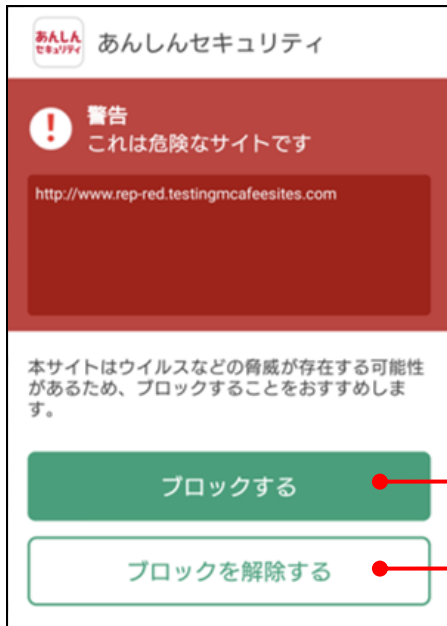 あんしん
セキュリティ
あんしんセキュリティ
警告
これは危険なサイトです
http://www.rep-red.testingmcafeesites.com
本サイトはウイルスなどの脅威が存在する可能性
があるため、ブロックすることをおすすめしま
す。
ブロックする
ブロックを解除する